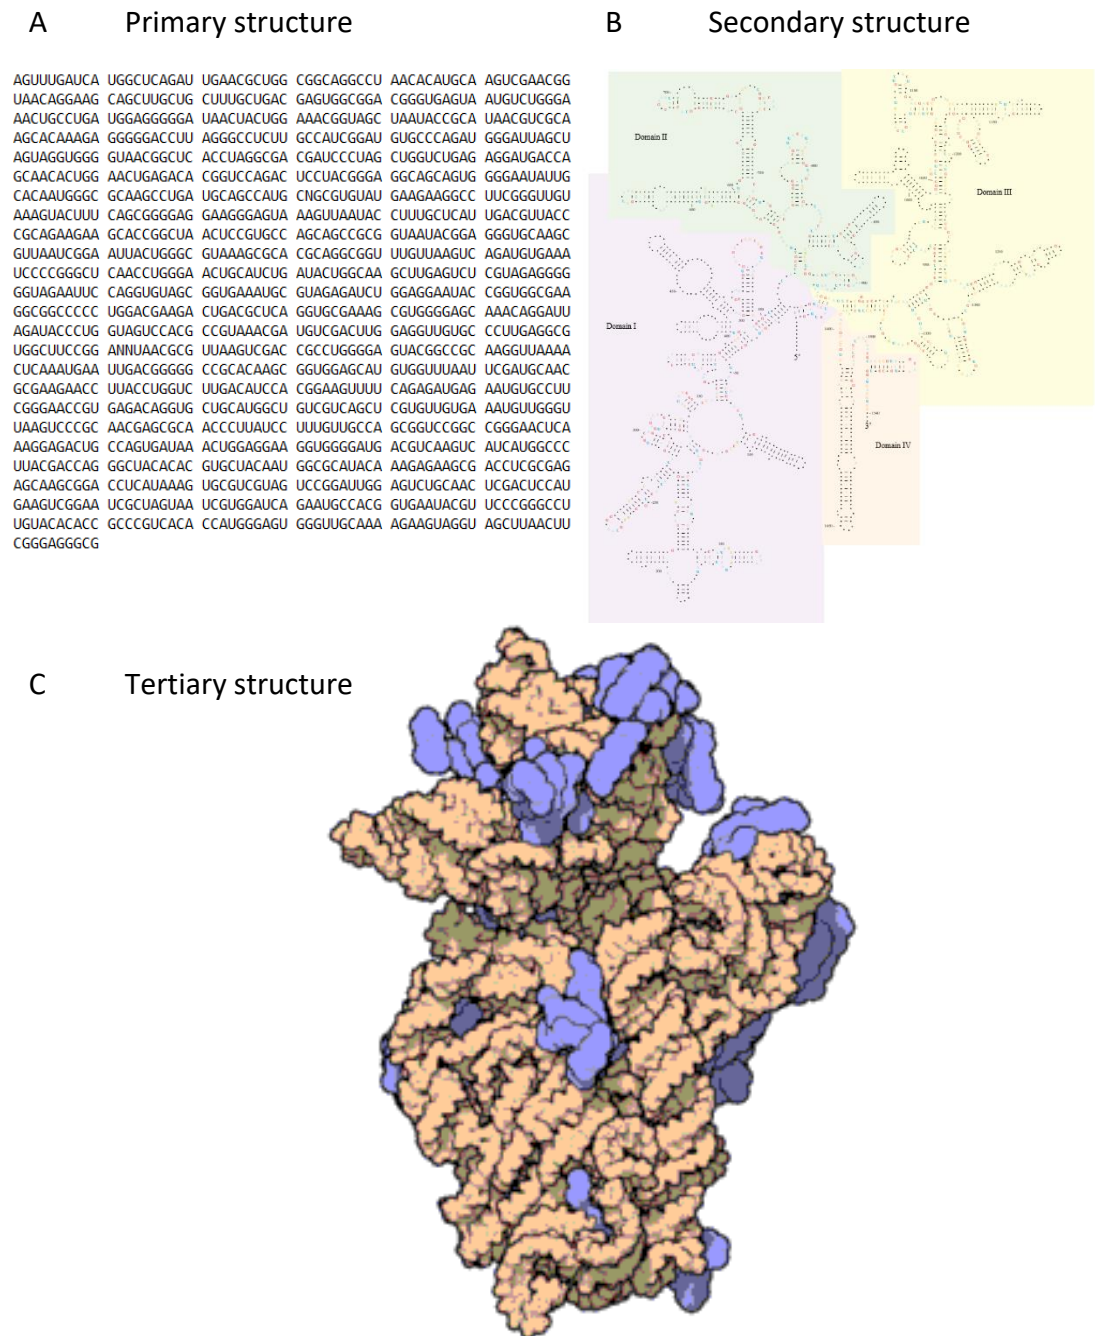 A Primary structure
B Secondary structure
AGUUUGAUCA UGGCUCAGAU UGAACGCUGG CGGCAGGCCU AACACAUGCA AGUCGAACGG
UAACAGGAAG CAGCUUGCUG CUUUGCUGACG GAGUGGCGGA CGGGUGAGUA AUGUCUGGGA
AACUGCCUGA UGGAGGGGGA UAACUACUGG AAACGGUAGC UAAUACCGCA UAACGUCGCA
AGCACAAAGA GGGGGACCUU AGGGCCUCUU GCCAUCGGAU GUGCCCAGAU GGGAUUAGCU
AGUAGGUGGG GUAACGGCUC ACCUAGGCGA CGAUCCCUAG CUGGUCUGAG AGGAUGACCA
GCAACACUGG AACUGAGACA CGGUCCAGAC UCCUACGGGA GGCAGCAGUG GGGAAUAUUG
CACAAUGGGC GCAAGCCUGA UGCAGCCAUG CNGCGUGUAU GAAGAAGGCC UUCGGGUUGU
AAAGUACUUU CAGCGGGGAG GAAGGGAGUA AAGUUAAUAC CUUUGCUCAU UGACGUUACC
CGCAGAAGAA GCACCGGCUA ACUCCGUGCC AGCAGCCGCG GUAAUACGGA GGGUGCAAGC
GUUAAUCGGA AUUACUGGGC GUAAAGCGCA CGCAGGCGGU UUGUUAAGUC AGAUGUGAAA
UCCCCGGGCU CAACCUGGGA ACUGCAUCUG AUACUGGCAA GCUUGAGUCU CGUAGAGGGG
GGUAGAAUUC CAGGUGUAGC GGUGAAAUGC GUAGAGAUCU GGAGGAAUAC CGGUGGCGAA
GGCGGCCCCC UGGACGAAGA CUGACGCUCA GGUGCGAAAG CGUGGGGAGC AAACAGGAUU
AGAUACCCUG GUAGUCCACG CCGUAAACGA UGUCGACUUG GAGGUUGUGC CCUUGAGGCG
UGGCUUCCGG ANNUAACGCG UUAAGUCGAC CGCCUGGGGA GUACGGCCGC AAGGUUAAAA
CUCAAAUGAA UUGACGGGGG CCGCACAAGC GGUGGAGCAU GUGGUUUAAU UCGAUGCAAC
GCGAAGAACC UUACCUGGUC UUGACAUCCA CGGAAGUUUU CAGAGAUGAG AAUGUGCCUU
CGGGAACCGU GAGACAGGUG CUGCAUGGCU GUCGUCAGCU CGUGUUGUGA AAUGUUGGGU
UAAGUCCCGC AACGAGCGCA ACCCUUAUCC UUUGUUGCCA GCGGUCCGGC CGGGAACUCA
AAGGAGACUG CCAGUGAUAA ACUGGAGGAA GGUGGGGAUG ACGUCAAGUC AUCAUGGCCC
UUACGACCAG GGCUACACAC GUGCUACAAU GGCGCAUACA AAGAGAAGCG ACCUCGCGAG
AGCAAGCGGA CCUCAUAAAG UGCGUCGUAG UCCGGAUUGG AGUCUGCAAC UCGACUCCAU
GAAGUCGGAA UCGCUAGUAA UCGUGGAUCA GAAUGCCACG GUGAAUACGU UCCCGGGCCU
UGUACACACC GCCCGUCACA CCAUGGGAGU GGGUUGCAAA AGAAGUAGGU AGCUUAACUU
CGGGAGGGCG
Domain II
Domain III
Domain I
Domain IV
5'
3'
C Tertiary structure